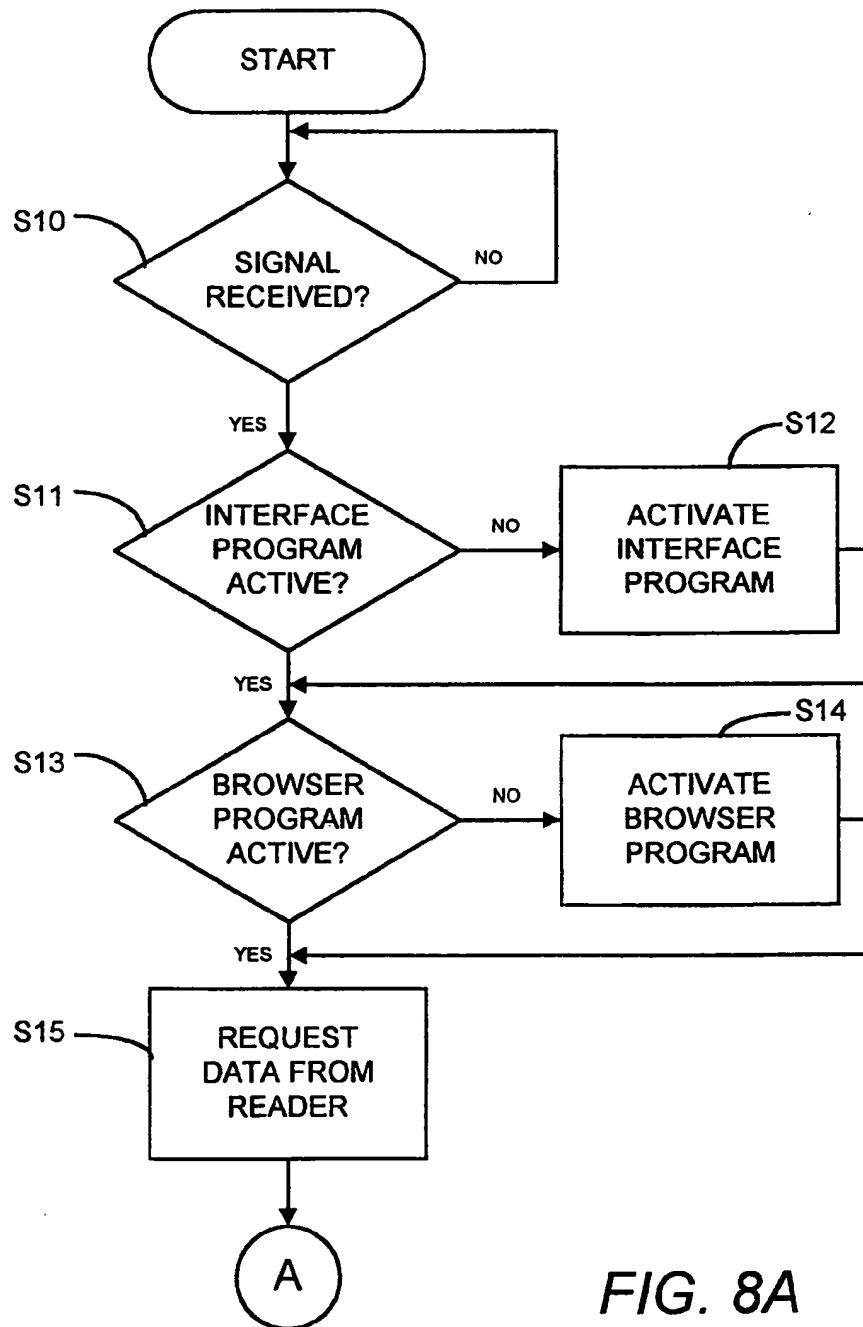 START
S10
SIGNAL
RECEIVED?
NO
YES
S11
INTERFACE
PROGRAM
ACTIVE?
NO
S12
ACTIVATE
INTERFACE
PROGRAM
YES
S13
BROWSER
PROGRAM
ACTIVE?
NO
S14
ACTIVATE
BROWSER
PROGRAM
YES
S15
REQUEST
DATA FROM
READER
A
FIG. 8A